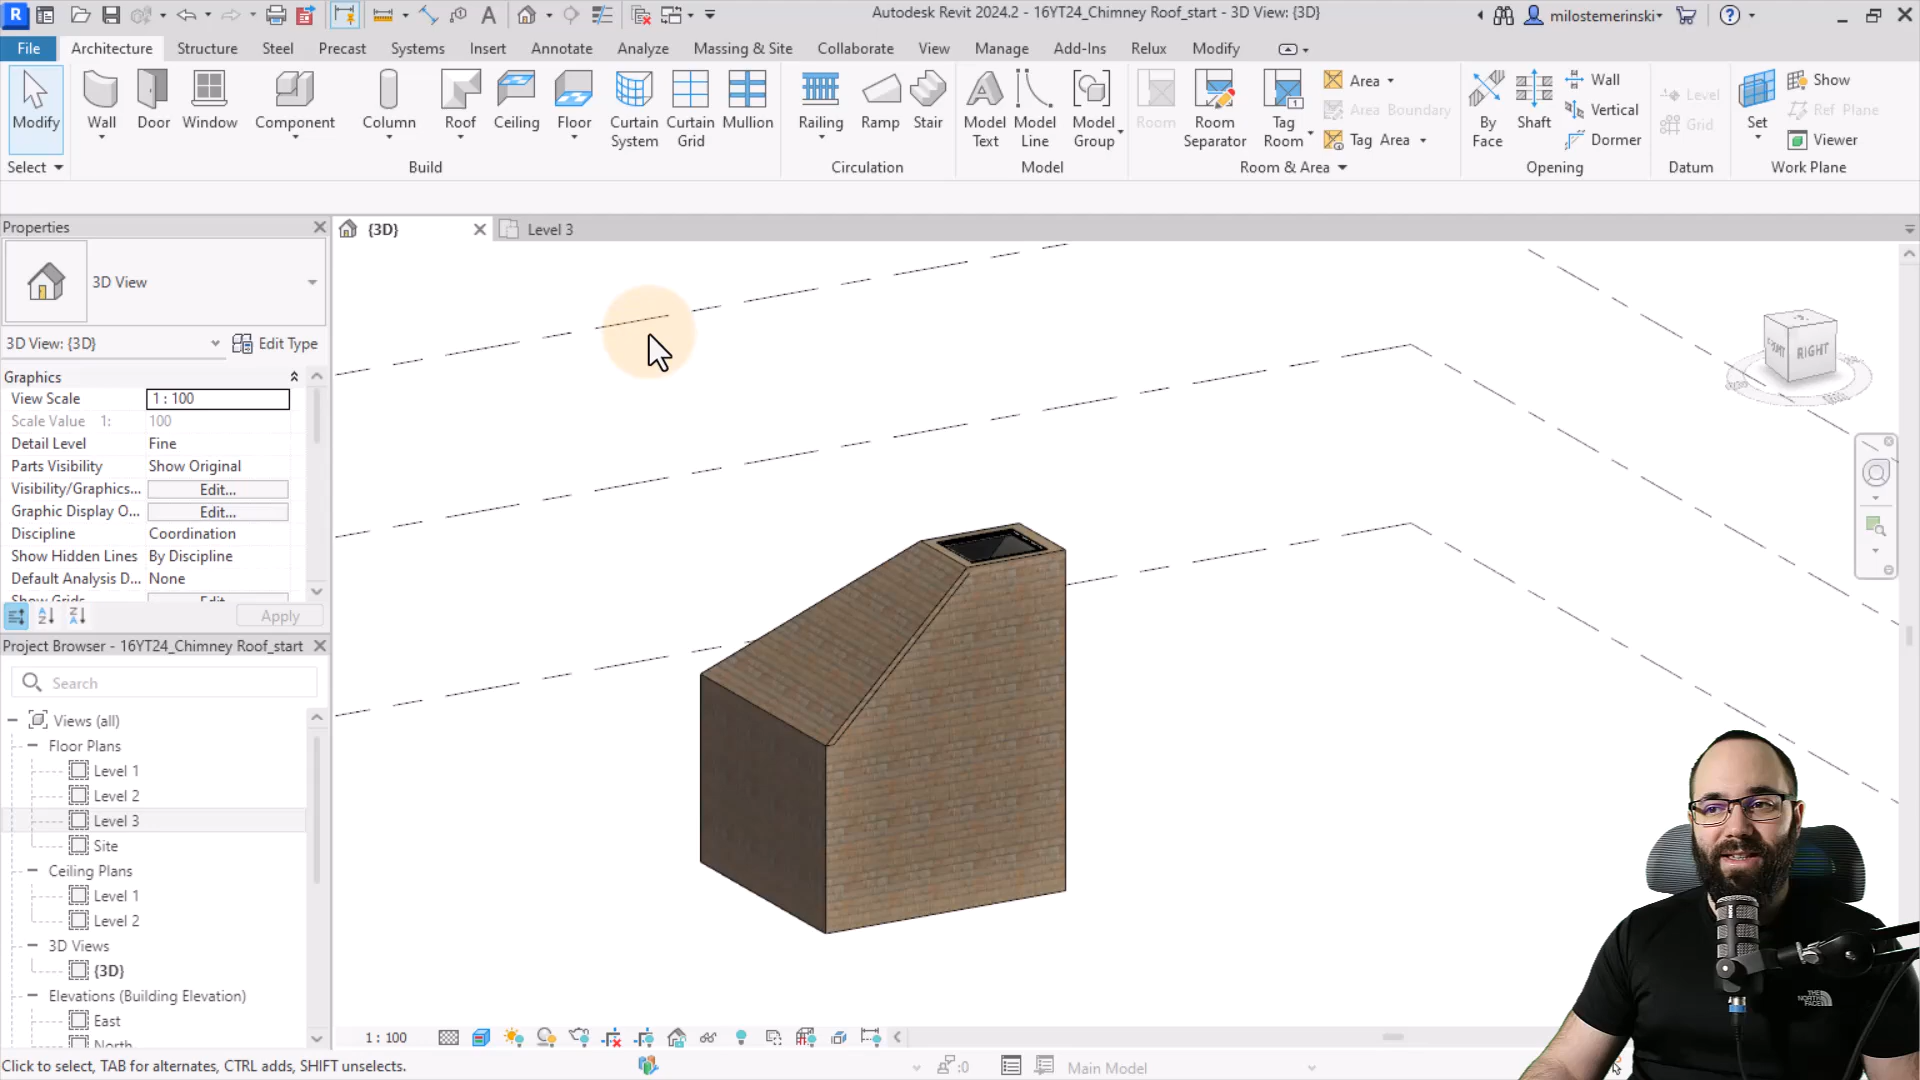 Autodesk Revit 2024.2 - 16YT24_Chimney Roof_start - 3D View: {3D}
milostemerinski
File Architecture Structure Steel Precast Systems Insert Annotate Analyze Massing & Site Collaborate View Manage Add-Ins Relux Modify
Modify Wall Door Window Component Column Roof Ceiling Floor Curtain System Curtain Grid Mullion Railing Ramp Stair Model Text Model Line Model Group Room Room Separator Tag Room
Area
Area Boundary
Tag Area
By Face Shaft
Wall
Vertical
Dormer
Level
Grid
Set
Show
Ref Plane
Viewer
Select Build Circulation Model Room & Area Opening Datum Work Plane
Properties
{3D} Level 3
3D View
3D View: {3D} Edit Type
Graphics
View Scale 1 : 100
Scale Value 1: 100
Detail Level Fine
Parts Visibility Show Original
Visibility/Graphics... Edit...
Graphic Display O... Edit...
Discipline Coordination
Show Hidden Lines By Discipline
Default Analysis D... None
Show Grids Edit...
Apply
Project Browser - 16YT24_Chimney Roof_start
Search
Views (all)
Floor Plans
Level 1
Level 2
Level 3
Site
Ceiling Plans
Level 1
Level 2
3D Views
{3D}
Elevations (Building Elevation)
East
North
FRONT RIGHT
THE NORTH FACE
1 : 100
Click to select, TAB for alternates, CTRL adds, SHIFT unselects.
:0
Main Model